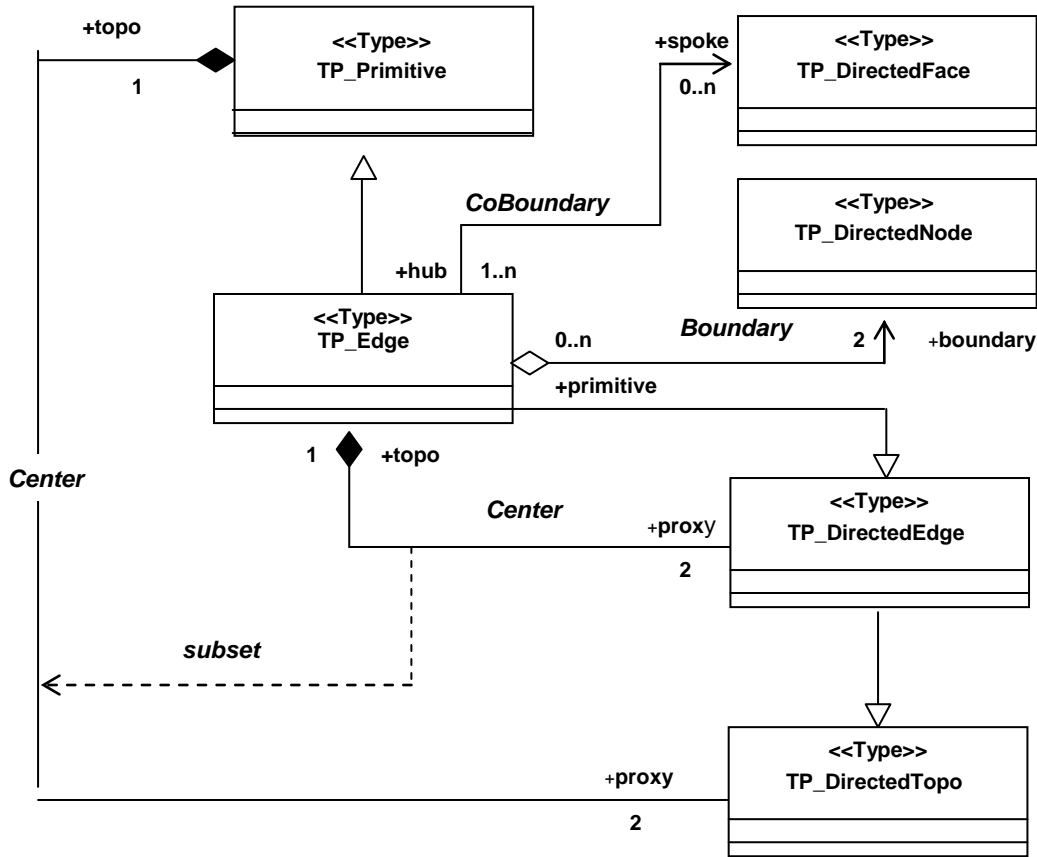 +topo
1
<<Type>>
TP_Primitive
+spoke
0..n
<<Type>>
TP_DirectedFace
CoBoundary
<<Type>>
TP_DirectedNode
+hub
1..n
<<Type>>
TP_Edge
0..n
Boundary
2
+boundary
+primitive
1
+topo
Center
Center
+proxy
2
<<Type>>
TP_DirectedEdge
subset
+proxy
2
<<Type>>
TP_DirectedTopo